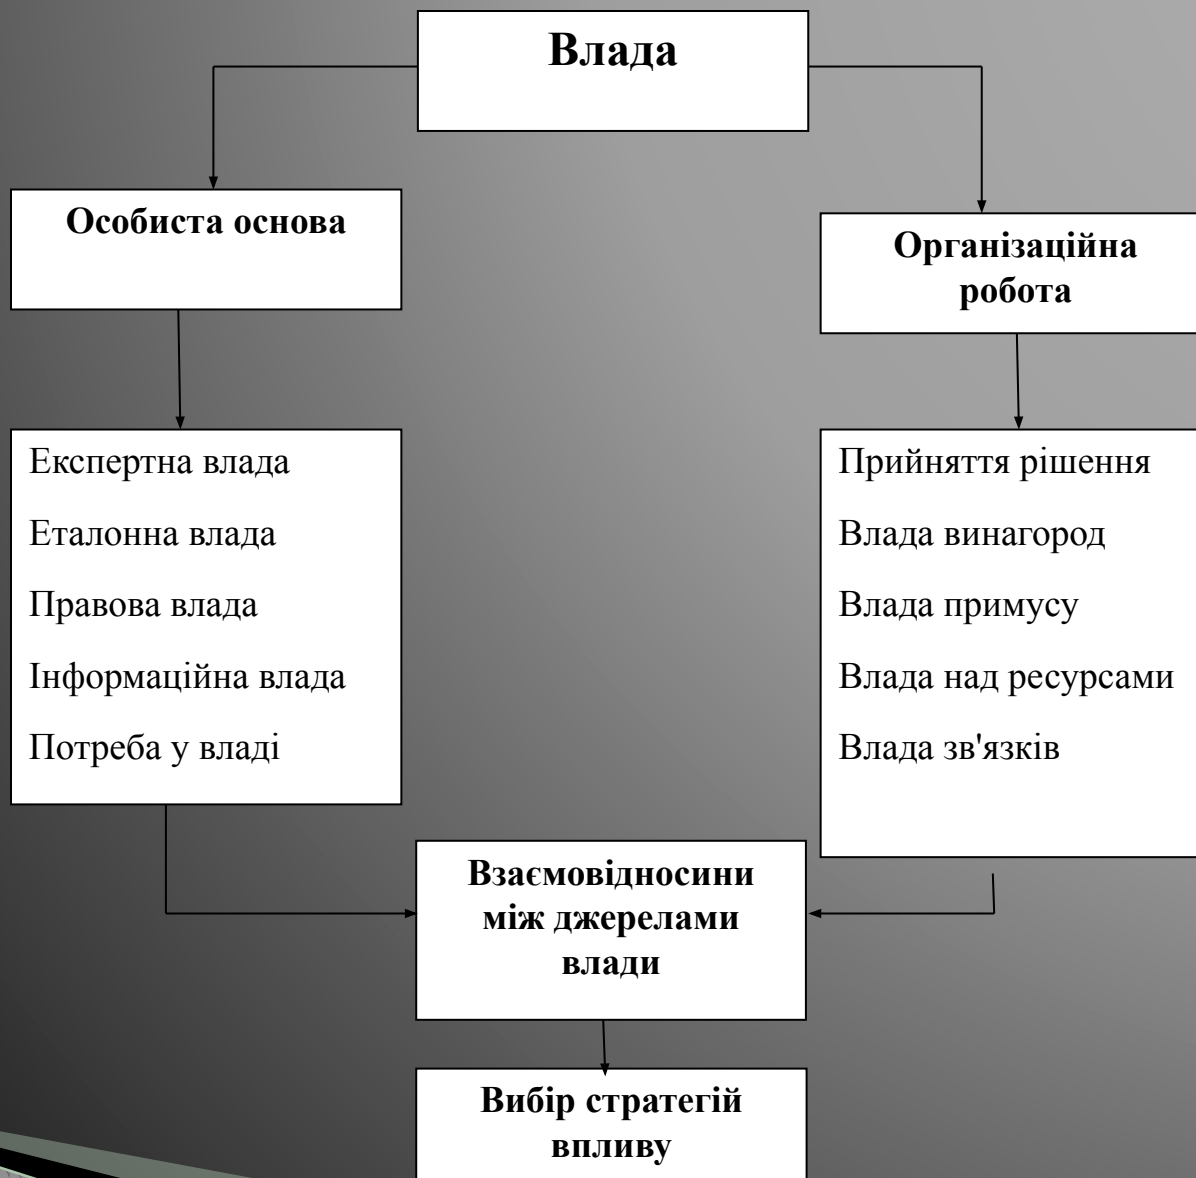 Влада
Особиста основа
Організаційна
робота
Експертна влада
Еталонна влада
Правова влада
Інформаційна влада
Потреба у владі
Прийняття рішення
Влада винагород
Влада примусу
Влада над ресурсами
Влада зв'язків
Взаємовідносини
між джерелами
влади
Вибір стратегій
впливу